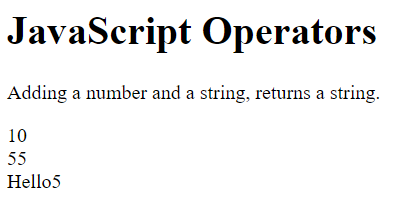 JavaScript Operators
Adding a number and a string, returns a string.
10
55
Hello5